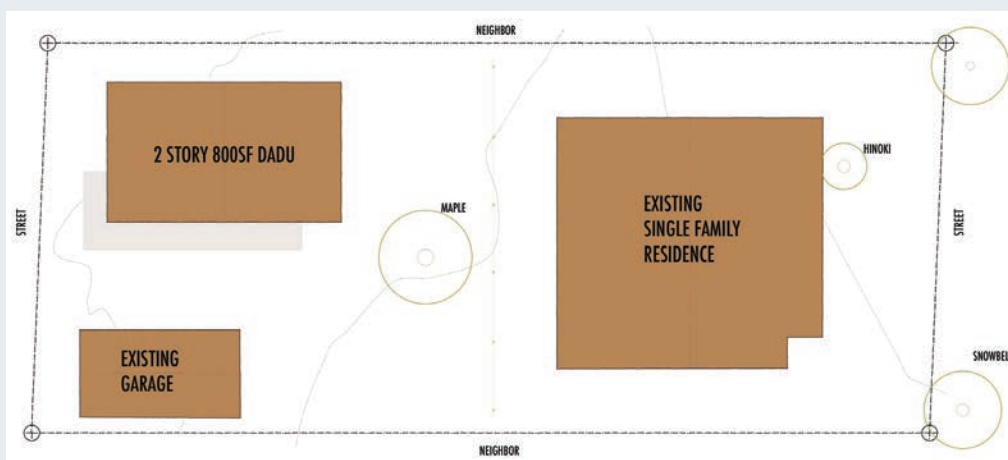 NEIGHBOR
2 STORY 800SF DADU
HINOKI
STREET
MAPLE
EXISTING
SINGLE FAMILY
RESIDENCE
STREET
EXISTING
GARAGE
SNOWBEL
NEIGHBOR